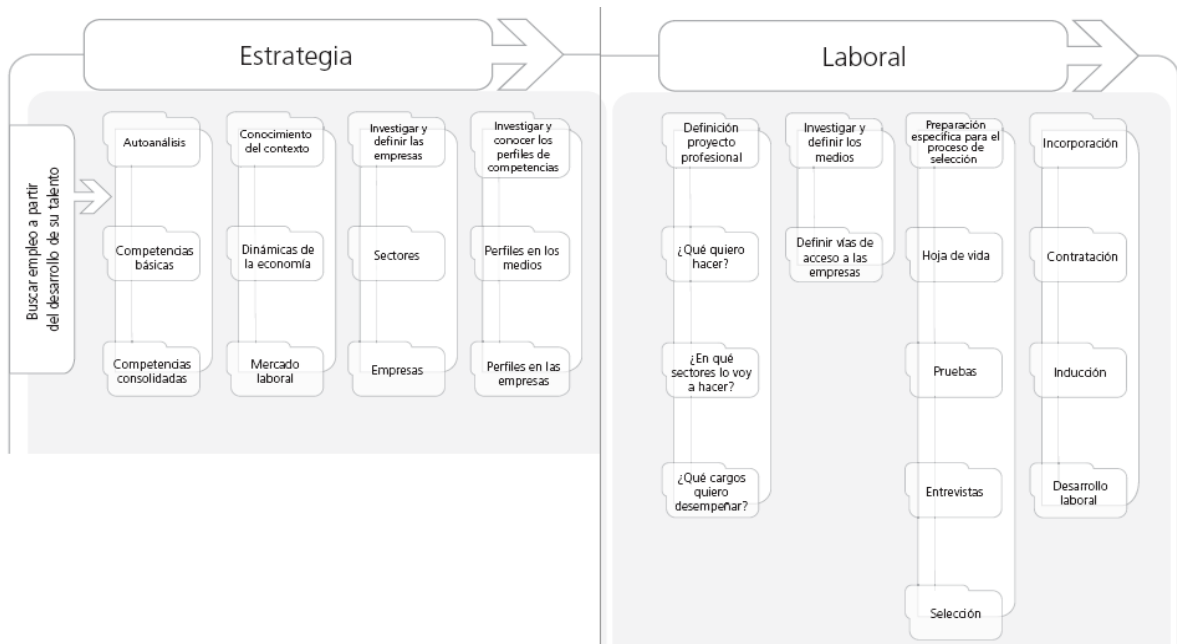 Estrategia
Buscar empleo a partir
del desarrollo de su talento
Autoanálisis
Competencias
básicas
Competencias
consolidadas
Conocimiento
del contexto
Dinámicas de
la economía
Mercado
laboral
Investigar y
definir las
empresas
Sectores
Empresas
Investigar y
conocer los
perfiles de
competencias
Perfiles en los
medios
Perfiles en las
empresas
Laboral
Definición
proyecto
profesional
¿Qué quiero
hacer?
¿En qué
sectores lo voy
a hacer?
¿Qué cargos
quiero
desempeñar?
Investigar y
definir los
medios
Definir vías de
acceso a las
empresas
Preparación
específica para el
proceso de
selección
Hoja de vida
Pruebas
Entrevistas
Selección
Incorporación
Contratación
Inducción
Desarrollo
laboral